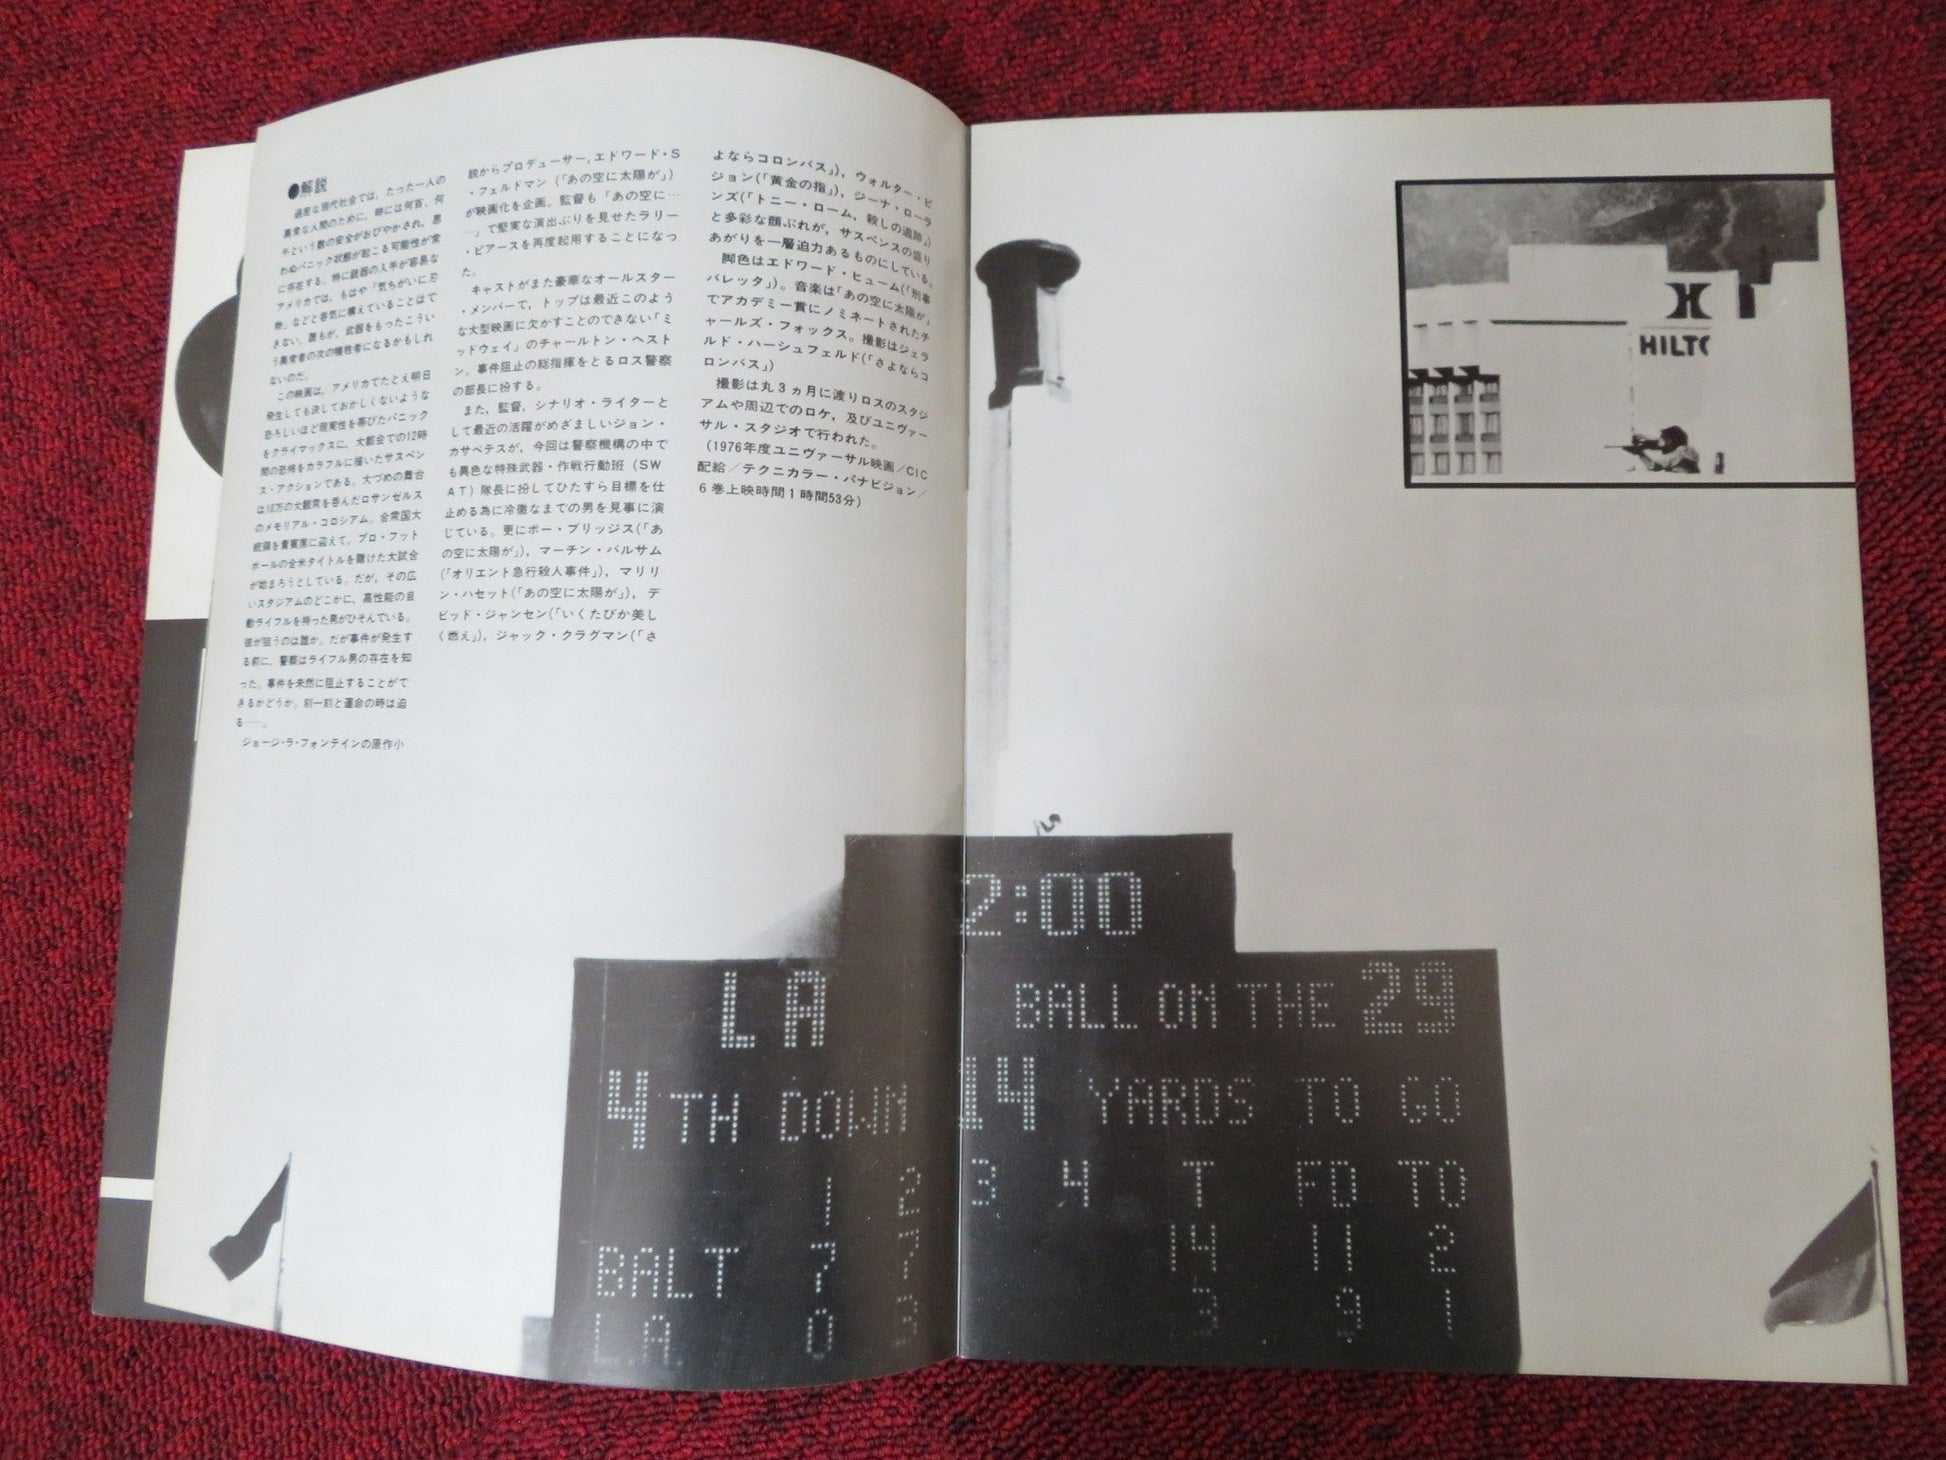 ●解説
過密な現代社会では、たった一人の
異常な人間のために、時には何百、何
千という数の安全がおびやかされ、思
わぬパニック状態が起こる可能性が常
に存在する。特に銃器の入手が容易な
アメリカでは、もはや「気ちがいに刃
物」などと呑気に構えていることはで
きない。誰もが、武器をもったこうい
う異常者の次の犠牲者になるかもしれ
ないのだ。
この映画は、アメリカでたとえ明日
発生しても決しておかしくないような
恐ろしいほど現実性を帯びたパニック
をクライマックスに、大都会での12時
間の恐怖をカラフルに描いたサスペン
ス・アクションである。大づめの舞台
は10万の大観衆を呑んだロサンゼルス
のメモリアル・コロシアム。合衆国大
統領を貴賓席に迎えて、プロ・フット
ボールの全米タイトルを賭けた大試合
が始まろうとしている。だが、その広
いスタジアムのどこかに、高性能の自
動ライフルを持った男がひそんでいる。
彼が狙うのは誰か。だが事件が発生す
る前に、警察はライフル男の存在を知
った。事件を未然に阻止することがで
きるかどうか。刻一刻と運命の時は迫
る──。
ジョージ・ラ・フォンテインの原作小
説からプロデューサー,エドワード・S
・フェルドマン（「あの空に太陽が」）
が映画化を企画。監督も「あの空に…
…」で堅実な演出ぶりを見せたラリー
・ピアースを再度起用することになっ
た。
キャストがまた豪華なオールスター
・メンバーで、トップは最近このよう
な大型映画に欠かすことのできない「ミ
ッドウェイ」のチャールトン・ヘスト
ン。事件阻止の総指揮をとるロス警察
の部長に扮する。
また，監督，シナリオ・ライターと
して最近の活躍がめざましいジョン・
カサベテスが，今回は警察機構の中で
も異色な特殊武器・作戦行動班（SW
AT）隊長に扮してひたすら目標を仕
止める為に冷徹なまでの男を見事に演
じている。更にボー・ブリッジス(「あ
の空に太陽が」)，マーチン・バルサム
(「オリエント急行殺人事件」)，マリリ
ン・ハセット(「あの空に太陽が」)，デ
ビッド・ジャンセン(「いくたびか美し
く燃え」)，ジャック・クラグマン(「さ
よならコロンバス」)，ウォルター・ピ
ジョン(「黄金の指」)，ジーナ・ローラ
ンズ(「トニー・ローム，殺しの追跡」)
と多彩な顔ぶれが，サスペンスの盛り
あがりを一層迫力あるものにしている。
脚色はエドワード・ヒューム(「刑事
バレッタ」)。音楽は「あの空に太陽が」
でアカデミー賞にノミネートされたチ
ャールズ・フォックス。撮影はジェラ
ルド・ハーシュフェルド(「さよならコ
ロンバス」)
撮影は丸3ヵ月に渡りロスのスタジ
アムや周辺でのロケ，及びユニヴァー
サル・スタジオで行われた。
（1976年度ユニヴァーサル映画／CIC
配給／テクニカラー・パナビジョン／
6巻上映時間1時間53分）
HILTO
2:00
LA BALL ON THE 29
4TH DOWN 14 YARDS TO GO
1 2 3 4 T FD TO
BALT 7 7 14 11 2
L.A. 0 3 3 9 1